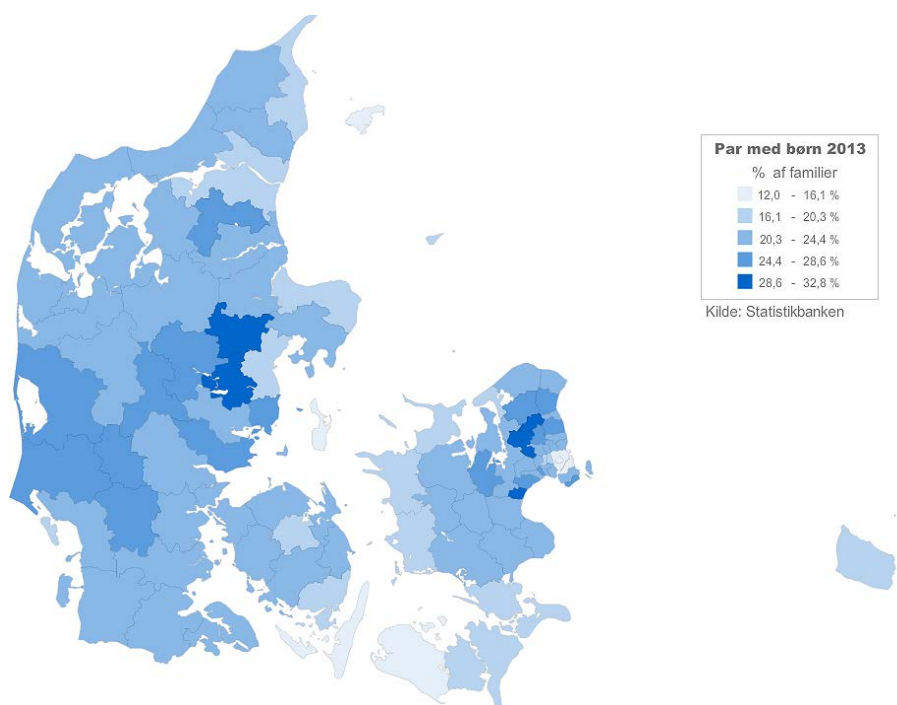 Par med børn 2013
% af familier
12,0 - 16,1 %
16,1 - 20,3 %
20,3 - 24,4 %
24,4 - 28,6 %
28,6 - 32,8 %
Kilde: Statistikbanken